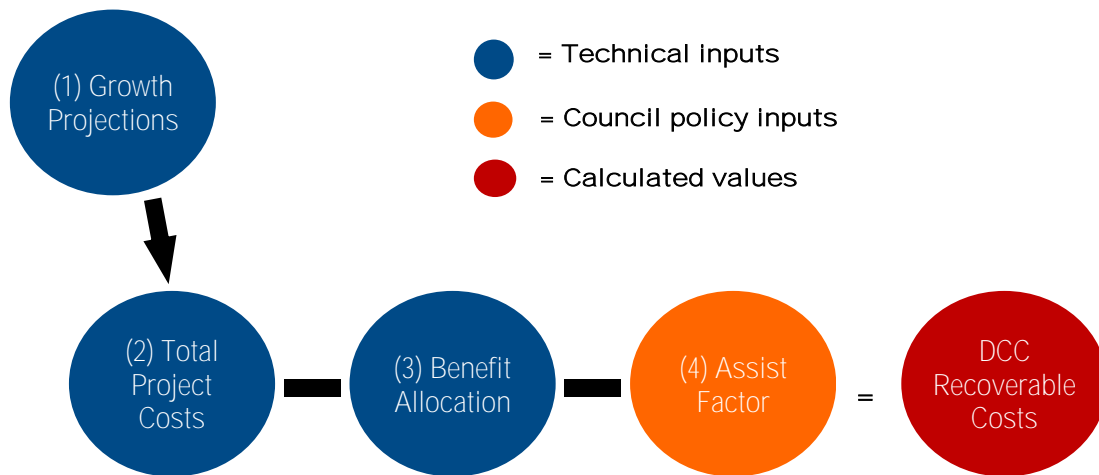 (1) Growth
Projections
= Technical inputs
= Council policy inputs
= Calculated values
(2) Total
Project
Costs
(3) Benefit
Allocation
(4) Assist
Factor
=
DCC
Recoverable
Costs